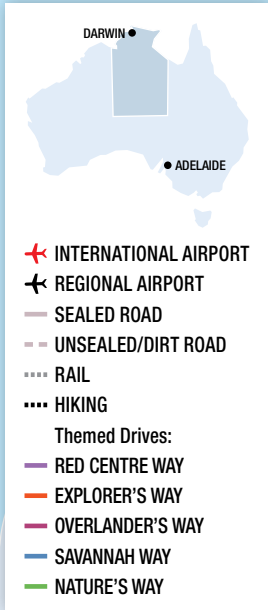 DARWIN
ADELAIDE
INTERNATIONAL AIRPORT
REGIONAL AIRPORT
SEALED ROAD
UNSEALED/DIRT ROAD
RAIL
HIKING
Themed Drives:
RED CENTRE WAY
EXPLORER'S WAY
OVERLANDER'S WAY
SAVANNAH WAY
NATURE'S WAY